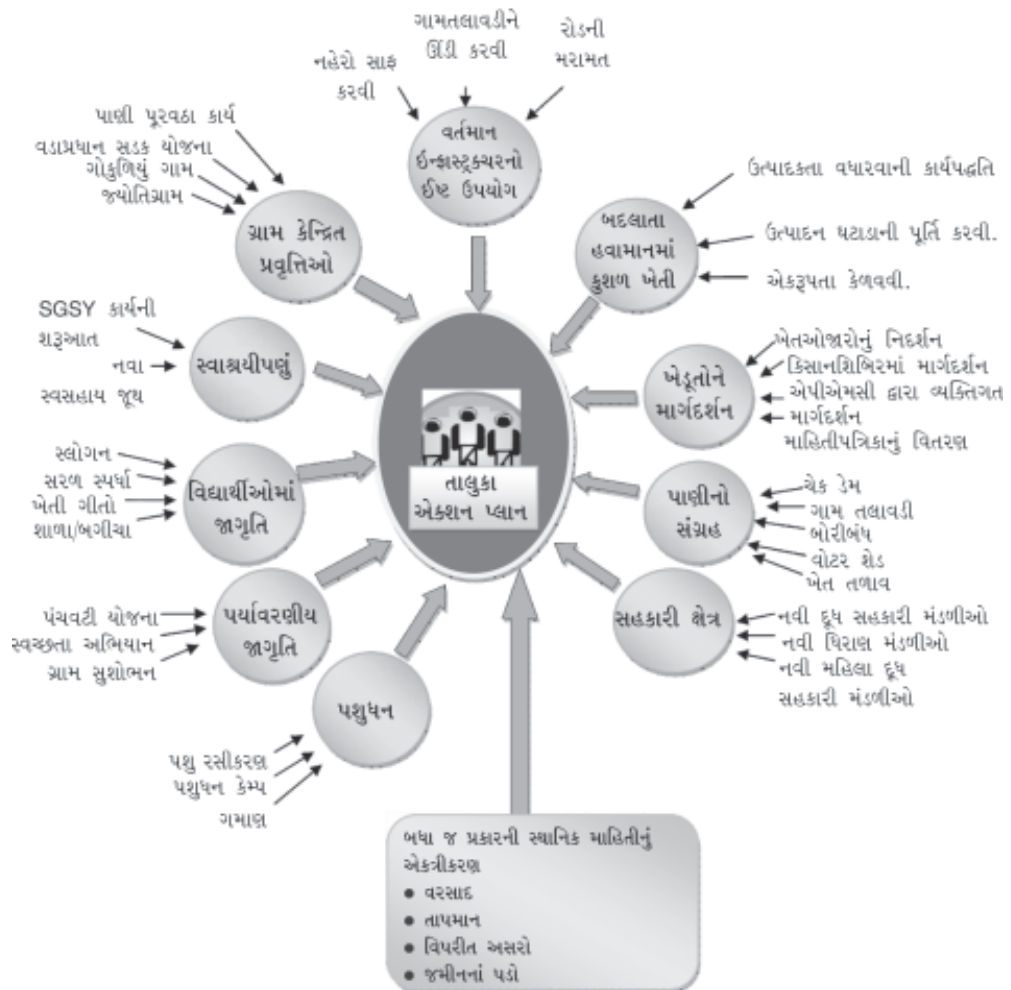 ગામતલાવડીને
ઊંડી કરવી
રોડની
મરામત
નહેરો સાફ
કરવી
વર્તમાન
ઇન્ફ્રાસ્ટ્રક્ચરનો
ઈષ્ટ ઉપયોગ
પાણી પૂરવઠા કાર્ય
વડાપ્રધાન સડક યોજના
ગોકુળિયું ગામ
જ્યોતિગ્રામ
ગ્રામ કેન્દ્રિત
પ્રવૃત્તિઓ
બદલાતા
હવામાનમાં
કુશળ ખેતી
ઉત્પાદકતા વધારવાની કાર્યપદ્ધતિ
ઉત્પાદન ઘટાડાની પૂર્તિ કરવી.
એકરૂપતા કેળવવી.
SGSY કાર્યની
શરૂઆત
નવા
સ્વસહાય જૂથ
સ્વાશ્રયીપણું
ખેડૂતોને
માર્ગદર્શન
ખેતઓજારોનું નિદર્શન
કિસાનશિબિરમાં માર્ગદર્શન
એપીએમસી દ્વારા વ્યક્તિગત
માર્ગદર્શન
માહિતીપત્રિકાનું વિતરણ
તાલુકા
એક્શન પ્લાન
સ્લોગન
સરળ સ્પર્ધા
ખેતી ગીતો
શાળા/બગીચા
વિદ્યાર્થીઓમાં
જાગૃતિ
પાણીનો
સંગ્રહ
ચેક ડેમ
ગામ તલાવડી
બોરીબંધ
વોટર શેડ
ખેત તળાવ
પંચવટી યોજના
સ્વચ્છતા અભિયાન
ગ્રામ સુશોભન
પર્યાવરણીય
જાગૃતિ
સહકારી ક્ષેત્ર
નવી દૂધ સહકારી મંડળીઓ
નવી ધિરાણ મંડળીઓ
નવી મહિલા દૂધ
સહકારી મંડળીઓ
પશુધન
પશુ રસીકરણ
પશુધન કેમ્પ
ગમાણ
બધા જ પ્રકારની સ્થાનિક માહિતીનું
એકત્રીકરણ
● વરસાદ
● તાપમાન
● વિપરીત અસરો
● જમીનનાં પડો